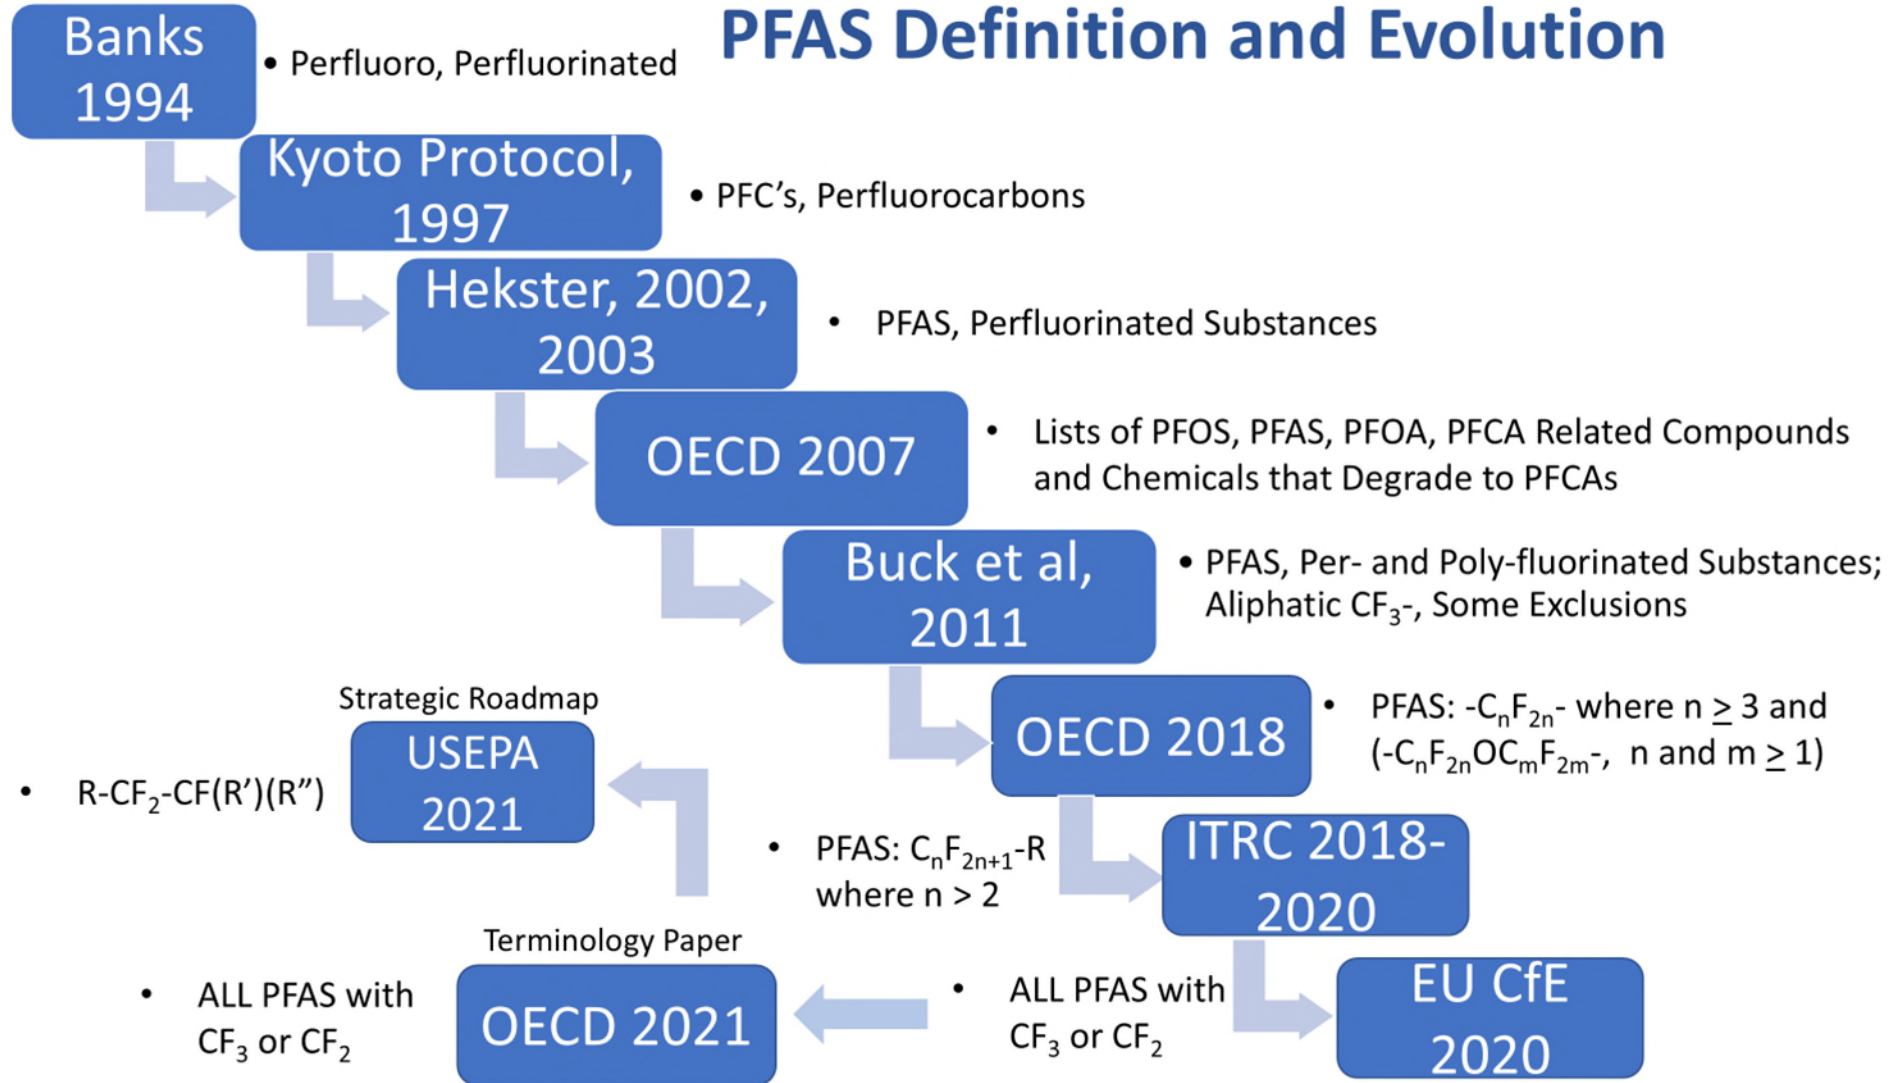 PFAS Definition and Evolution
Banks
1994
• Perfluoro, Perfluorinated
Kyoto Protocol,
1997
• PFC’s, Perfluorocarbons
Hekster, 2002,
2003
• PFAS, Perfluorinated Substances
OECD 2007
• Lists of PFOS, PFAS, PFOA, PFCA Related Compounds
and Chemicals that Degrade to PFCAs
Buck et al,
2011
• PFAS, Per- and Poly-fluorinated Substances;
Aliphatic CF₃-, Some Exclusions
OECD 2018
• PFAS: -CₙF₂ₙ- where n ≥ 3 and
(-CₙF₂ₙOCₘF₂ₘ-, n and m ≥ 1)
ITRC 2018-
2020
• PFAS: CₙF₂ₙ₊₁-R
where n > 2
EU CfE
2020
• ALL PFAS with
CF₃ or CF₂
Terminology Paper
OECD 2021
• ALL PFAS with
CF₃ or CF₂
Strategic Roadmap
USEPA
2021
• R-CF₂-CF(R’)(R”)